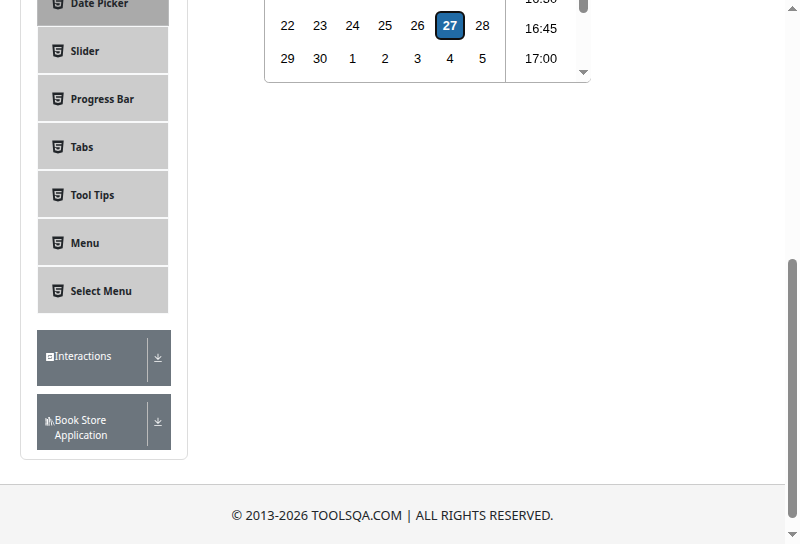 Date Picker
Slider
Progress Bar
Tabs
Tool Tips
Menu
Select Menu
Interactions
Book Store
Application
22 23 24 25 26 27 28
29 30 1 2 3 4 5
16:30
16:45
17:00
© 2013-2026 TOOLSQA.COM | ALL RIGHTS RESERVED.